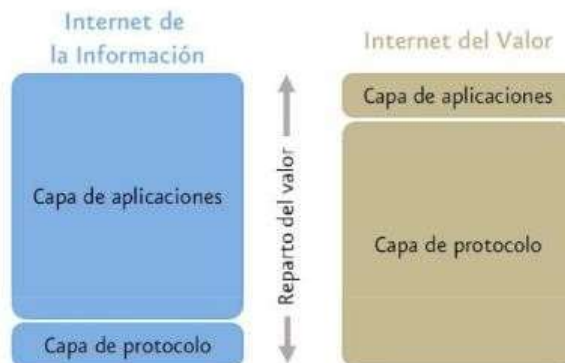 Internet de
la Información
Capa de aplicaciones
Capa de protocolo
Reparto del valor
Internet del Valor
Capa de aplicaciones
Capa de protocolo